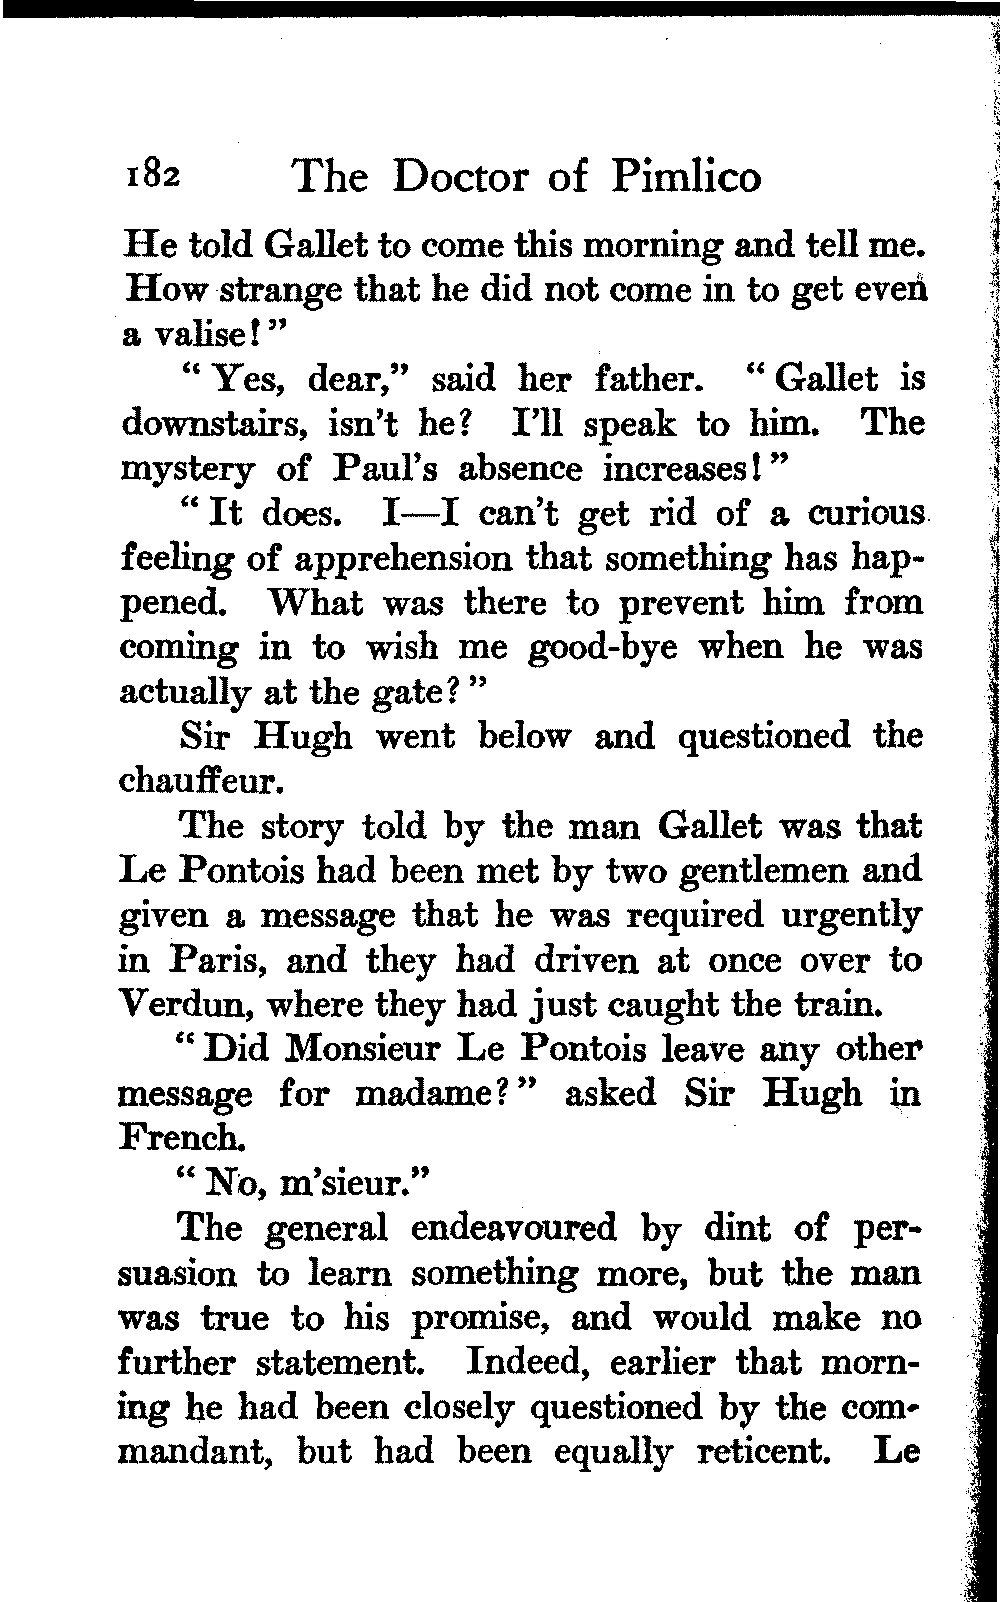 182 The Doctor of Pimlico
He told Gallet to come this morning and tell me.
How strange that he did not come in to get even
a valise!"
"Yes, dear," said her father. "Gallet is
downstairs, isn't he? I'll speak to him. The
mystery of Paul's absence increases!"
"It does. I—I can't get rid of a curious
feeling of apprehension that something has hap-
pened. What was there to prevent him from
coming in to wish me good-bye when he was
actually at the gate?"
Sir Hugh went below and questioned the
chauffeur.
The story told by the man Gallet was that
Le Pontois had been met by two gentlemen and
given a message that he was required urgently
in Paris, and they had driven at once over to
Verdun, where they had just caught the train.
"Did Monsieur Le Pontois leave any other
message for madame?" asked Sir Hugh in
French.
"No, m'sieur."
The general endeavoured by dint of per-
suasion to learn something more, but the man
was true to his promise, and would make no
further statement. Indeed, earlier that morn-
ing he had been closely questioned by the com-
mandant, but had been equally reticent. Le